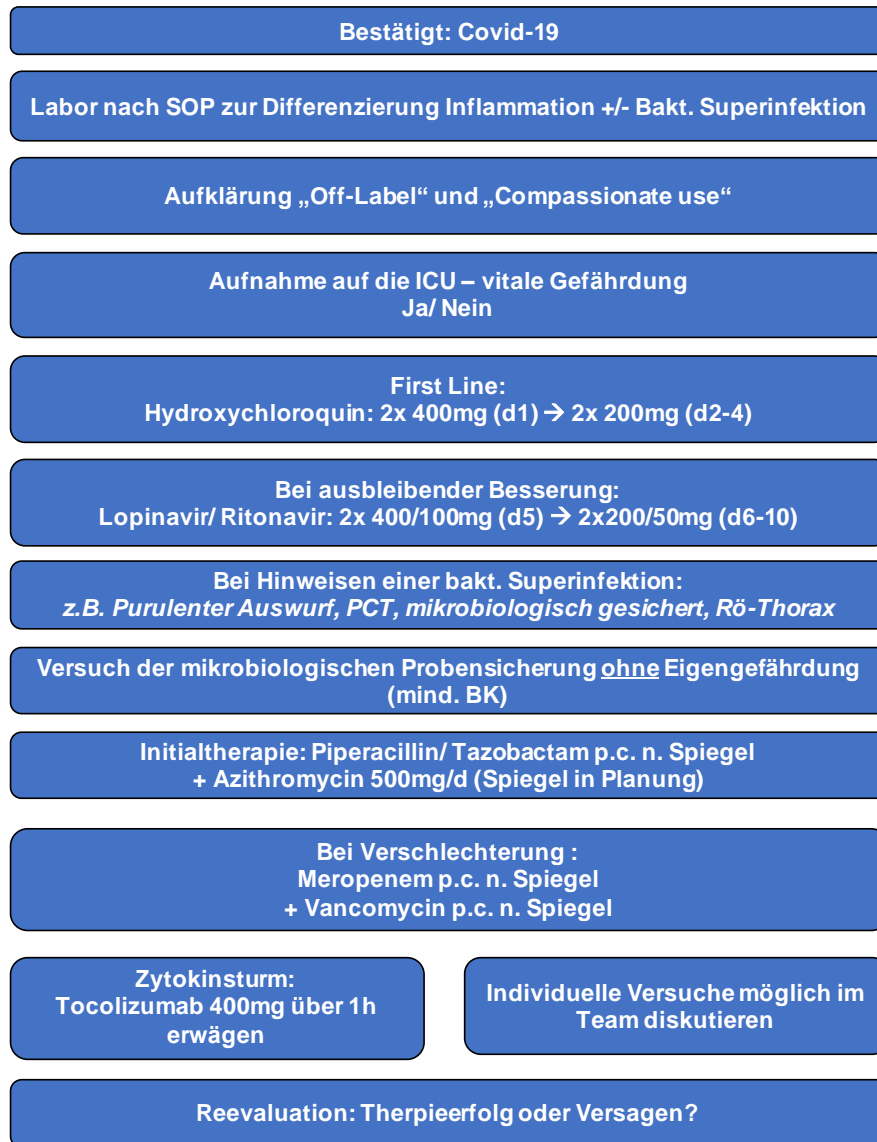 Bestätigt: Covid-19
Labor nach SOP zur Differenzierung Inflammation +/- Bakt. Superinfektion
Aufklärung „Off-Label“ und „Compassionate use“
Aufnahme auf die ICU – vitale Gefährdung
Ja/ Nein
First Line:
Hydroxychloroquin: 2x 400mg (d1) → 2x 200mg (d2-4)
Bei ausbleibender Besserung:
Lopinavir/ Ritonavir: 2x 400/100mg (d5) → 2x200/50mg (d6-10)
Bei Hinweisen einer bakt. Superinfektion:
z.B. Purulenter Auswurf, PCT, mikrobiologisch gesichert, Rö-Thorax
Versuch der mikrobiologischen Probensicherung ohne Eigengefährdung
(mind. BK)
Initialtherapie: Piperacillin/ Tazobactam p.c. n. Spiegel
+ Azithromycin 500mg/d (Spiegel in Planung)
Bei Verschlechterung :
Meropenem p.c. n. Spiegel
+ Vancomycin p.c. n. Spiegel
Zytokinsturm:
Tocolizumab 400mg über 1h
erwägen
Individuelle Versuche möglich im
Team diskutieren
Reevaluation: Therpieerfolg oder Versagen?